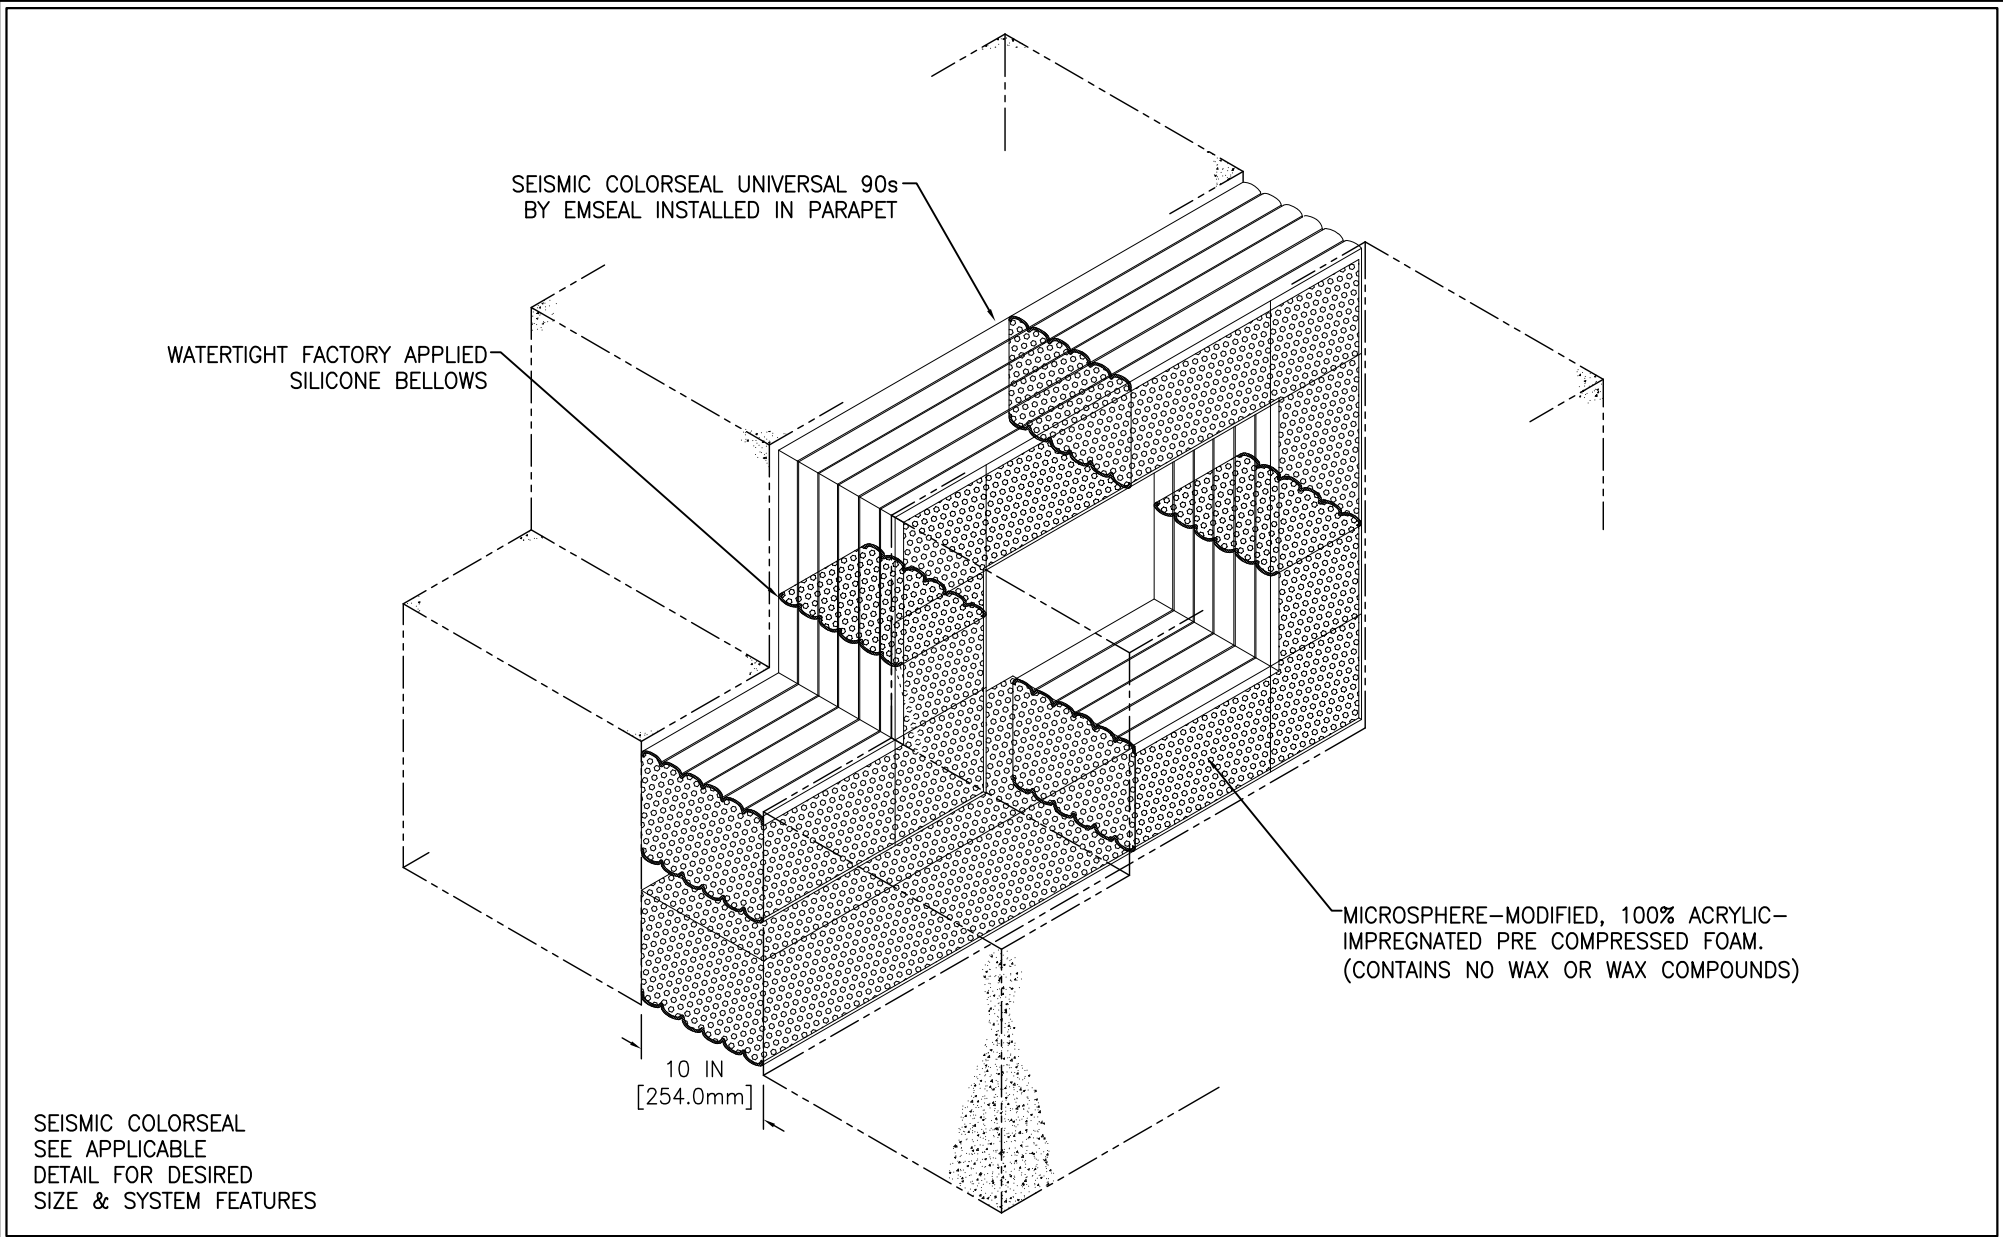 SEISMIC COLORSEAL UNIVERSAL 90s
BY EMSEAL INSTALLED IN PARAPET
WATERTIGHT FACTORY APPLIED
SILICONE BELLOWS
MICROSPHERE-MODIFIED, 100% ACRYLIC-
IMPREGNATED PRE COMPRESSED FOAM.
(CONTAINS NO WAX OR WAX COMPOUNDS)
10 IN
[254.0mm]
SEISMIC COLORSEAL
SEE APPLICABLE
DETAIL FOR DESIRED
SIZE & SYSTEM FEATURES